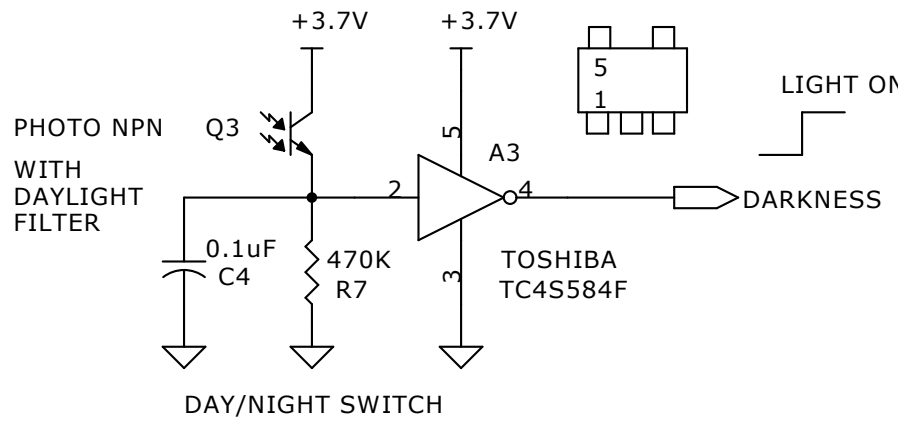 +3.7V
+3.7V
5
1
LIGHT ON
PHOTO NPN
WITH
DAYLIGHT
FILTER
Q3
5
A3
2
4
DARKNESS
0.1uF
C4
470K
R7
3
TOSHIBA
TC4S584F
DAY/NIGHT SWITCH